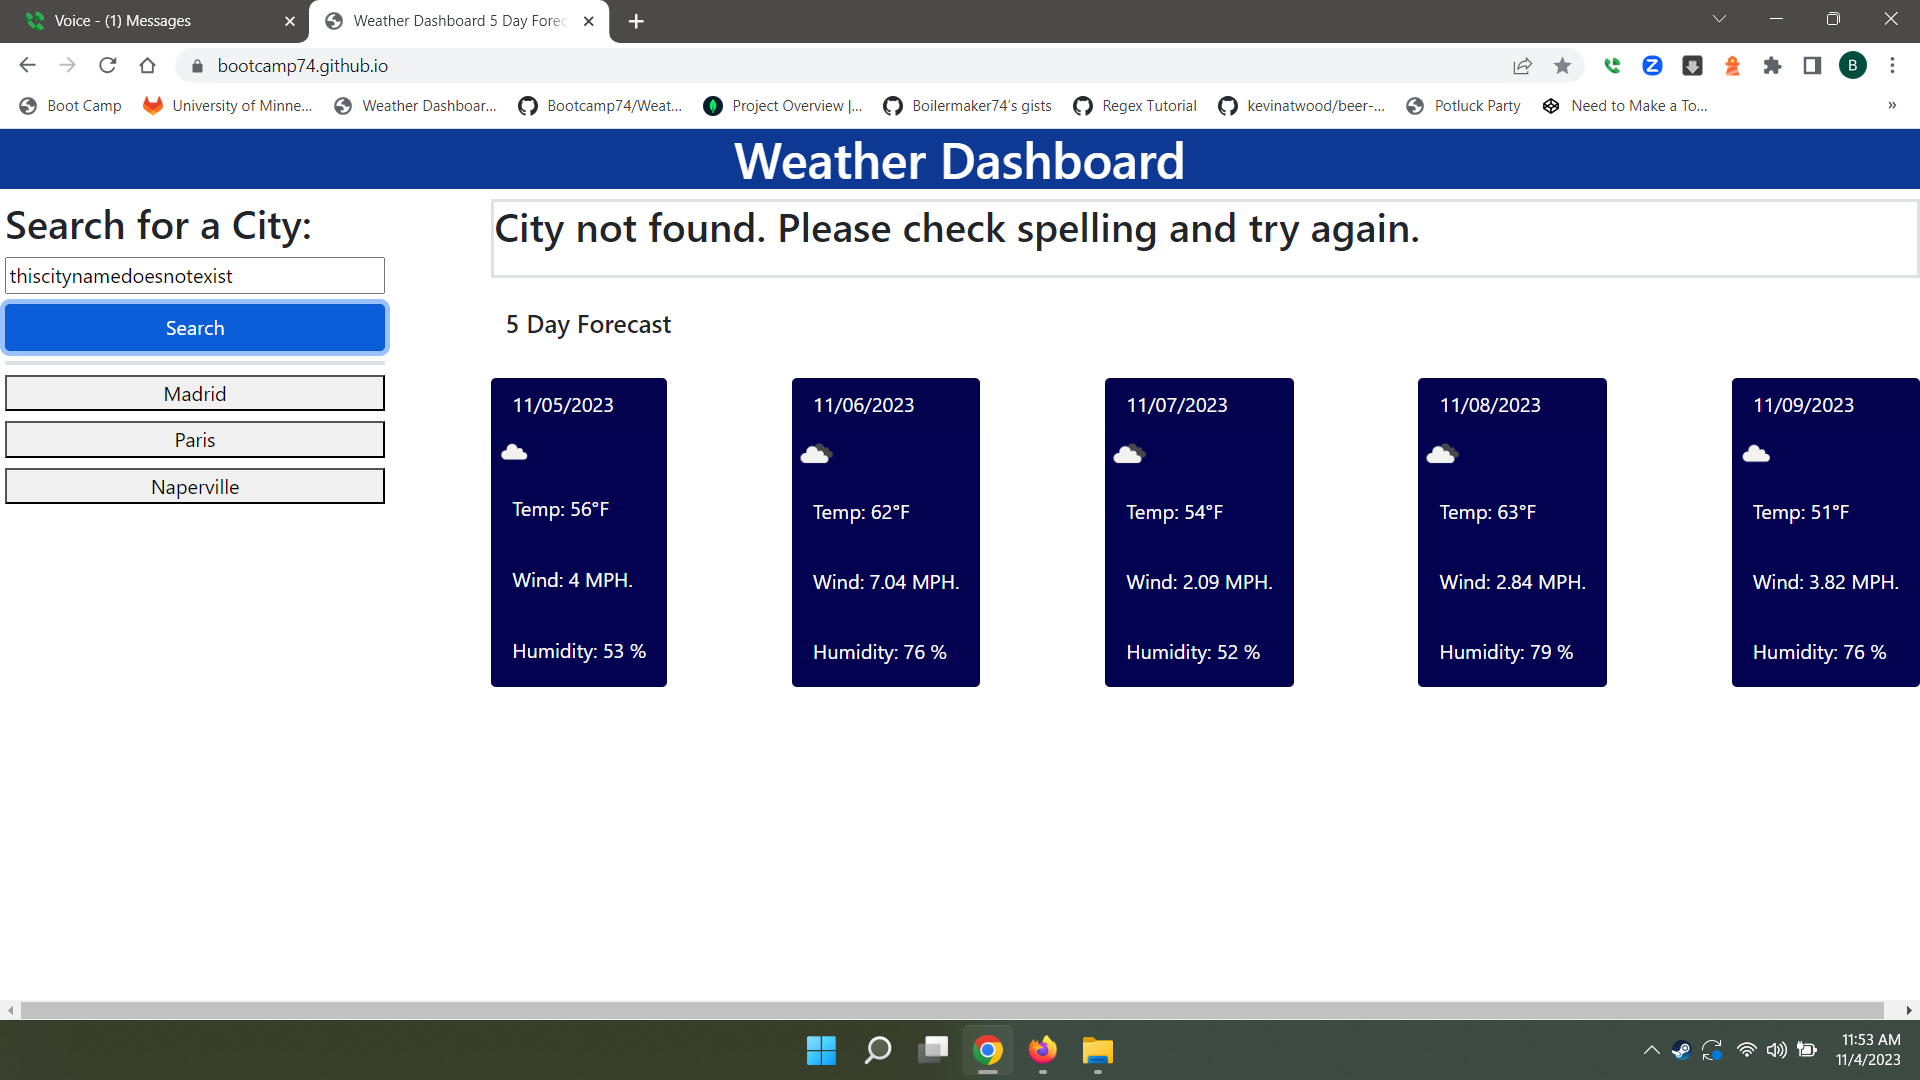 Voice - (1) Messages
Weather Dashboard 5 Day Forec
bootcamp74.github.io
B
Boot Camp
University of Minne...
Weather Dashboar...
Bootcamp74/Weat...
Project Overview |...
Boilermaker74's gists
Regex Tutorial
kevinatwood/beer-...
Potluck Party
Need to Make a To...
»
Weather Dashboard
Search for a City:
thiscitynamedoesnotexist
Search
Madrid
Paris
Naperville
City not found. Please check spelling and try again.
5 Day Forecast
11/05/2023
Temp: 56°F
Wind: 4 MPH.
Humidity: 53 %
11/06/2023
Temp: 62°F
Wind: 7.04 MPH.
Humidity: 76 %
11/07/2023
Temp: 54°F
Wind: 2.09 MPH.
Humidity: 52 %
11/08/2023
Temp: 63°F
Wind: 2.84 MPH.
Humidity: 79 %
11/09/2023
Temp: 51°F
Wind: 3.82 MPH.
Humidity: 76 %
11:53 AM
11/4/2023